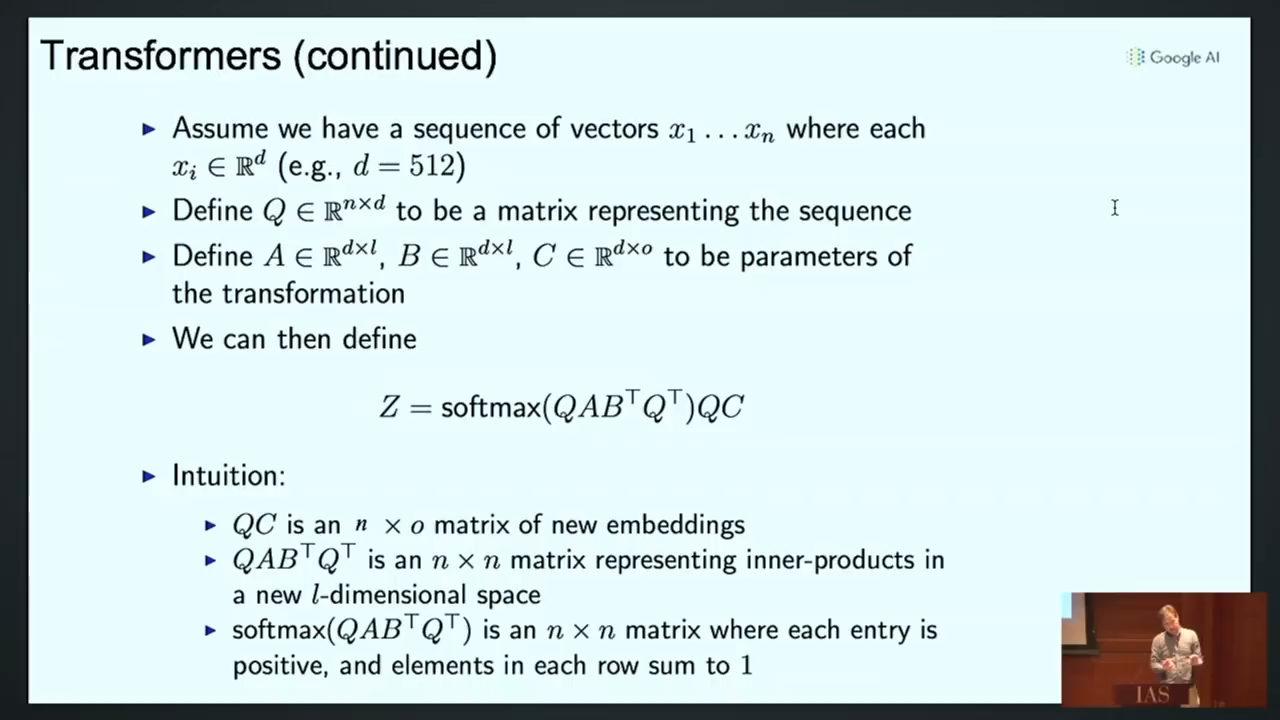 Transformers (continued)
Google AI
▶ Assume we have a sequence of vectors x₁ … xₙ where each
xᵢ ∈ ℝᵈ (e.g., d = 512)
▶ Define Q ∈ ℝⁿˣᵈ to be a matrix representing the sequence
▶ Define A ∈ ℝᵈˣˡ, B ∈ ℝᵈˣˡ, C ∈ ℝᵈˣᵒ to be parameters of
the transformation
▶ We can then define
Z = softmax(QAB⊤Q⊤)QC
▶ Intuition:
▶ QC is an n × o matrix of new embeddings
▶ QAB⊤Q⊤ is an n × n matrix representing inner-products in
a new l-dimensional space
▶ softmax(QAB⊤Q⊤) is an n × n matrix where each entry is
positive, and elements in each row sum to 1
IAS